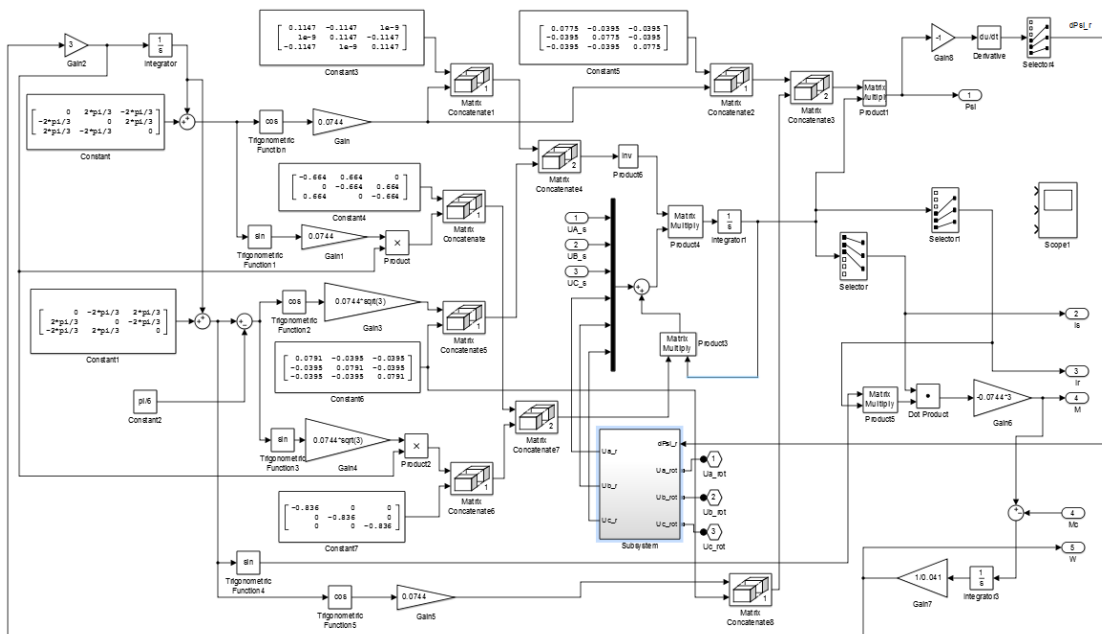 3
Gain2
1
s
Integrator
0 2*pi/3 -2*pi/3
-2*pi/3 0 2*pi/3
2*pi/3 -2*pi/3 0
Constant
0.1147 -0.1147 1e-9
1e-9 0.1147 -0.1147
-0.1147 1e-9 0.1147
Constant3
Matrix
Concatenate1
1
0.0775 -0.0395 -0.0395
-0.0395 0.0775 -0.0395
-0.0395 -0.0395 0.0775
Constant5
Matrix
Concatenate2
1
Matrix
Concatenate3
2
Matrix
Multiply
Product1
-1
Gain8
du/dt
Derivative
Selector4
dPsi_r
1
Psi
cos
Trigonometric
Function
0.0744
Gain
-0.664 0.664 0
0 -0.664 0.664
0.664 0 -0.664
Constant4
Matrix
Concatenate
1
Matrix
Concatenate4
2
inv
Product6
sin
Trigonometric
Function1
0.0744
Gain1
×
Product
1
UA_s
2
UB_s
3
UC_s
Matrix
Multiply
Product4
1
s
Integrator1
Selector1
Selector
Scope1
0 -2*pi/3 2*pi/3
2*pi/3 0 -2*pi/3
-2*pi/3 2*pi/3 0
Constant1
cos
Trigonometric
Function2
0.0744*sqrt(3)
Gain3
Matrix
Concatenate5
1
0.0791 -0.0395 -0.0395
-0.0395 0.0791 -0.0395
-0.0395 -0.0395 0.0791
Constant6
Matrix
Multiply
Product3
2
Is
3
Ir
4
M
pi/6
Constant2
Matrix
Multiply
Product5
Dot Product
-0.0744*3
Gain6
sin
Trigonometric
Function3
0.0744*sqrt(3)
Gain4
×
Product2
Matrix
Concatenate7
2
Matrix
Concatenate6
1
-0.836 0 0
0 -0.836 0
0 0 -0.836
Constant7
Ua_r
Ub_r
Uc_r
dPsi_r
Ua_rot
Ub_rot
Uc_rot
Subsystem
1
Ua_rot
2
Ub_rot
3
Uc_rot
4
Mc
5
W
sin
Trigonometric
Function4
cos
Trigonometric
Function5
0.0744
Gain5
Matrix
Concatenate8
1
1/0.041
Gain7
1
s
Integrator3